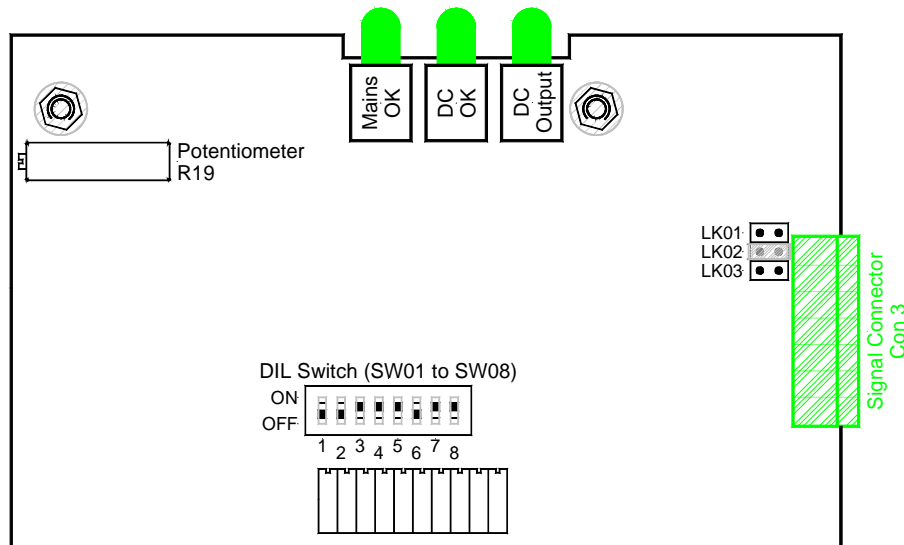 Mains
OK
DC
OK
DC
Output
Potentiometer
R19
LK01
LK02
LK03
Signal Connector
Con 3
DIL Switch (SW01 to SW08)
ON
OFF
1 2 3 4 5 6 7 8